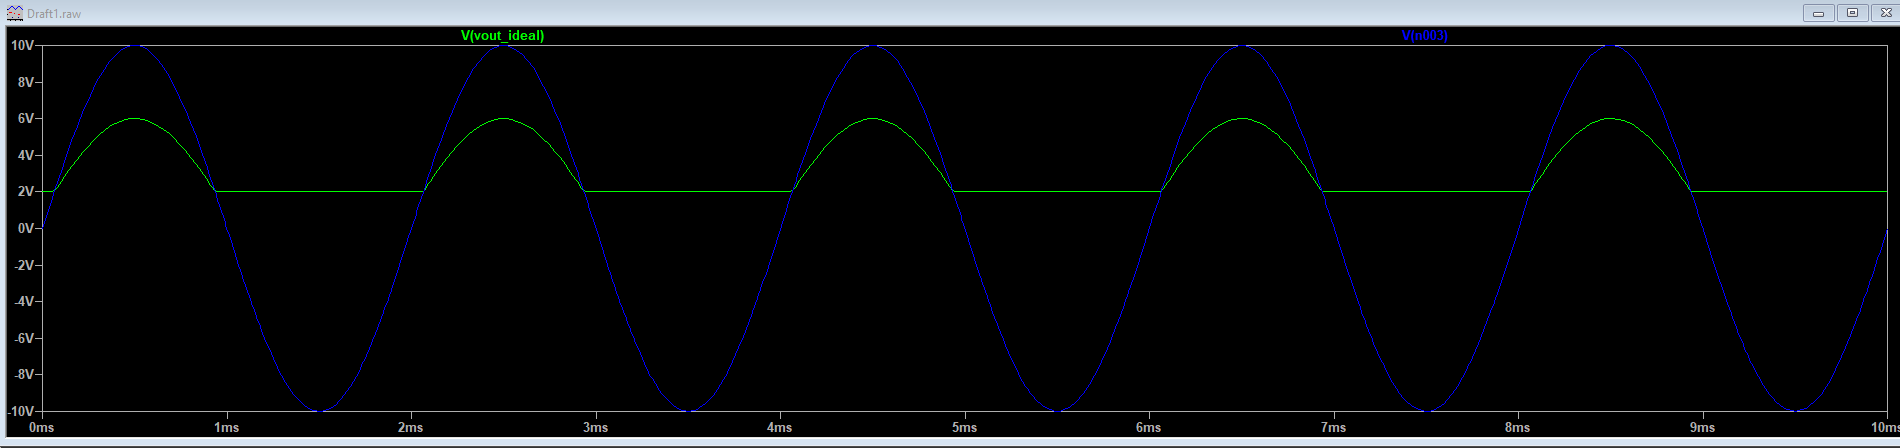 Draft1.raw
V(vout_ideal) V(n003)
10V
8V
6V
4V
2V
0V
-2V
-4V
-6V
-8V
-10V
0ms 1ms 2ms 3ms 4ms 5ms 6ms 7ms 8ms 9ms 10ms